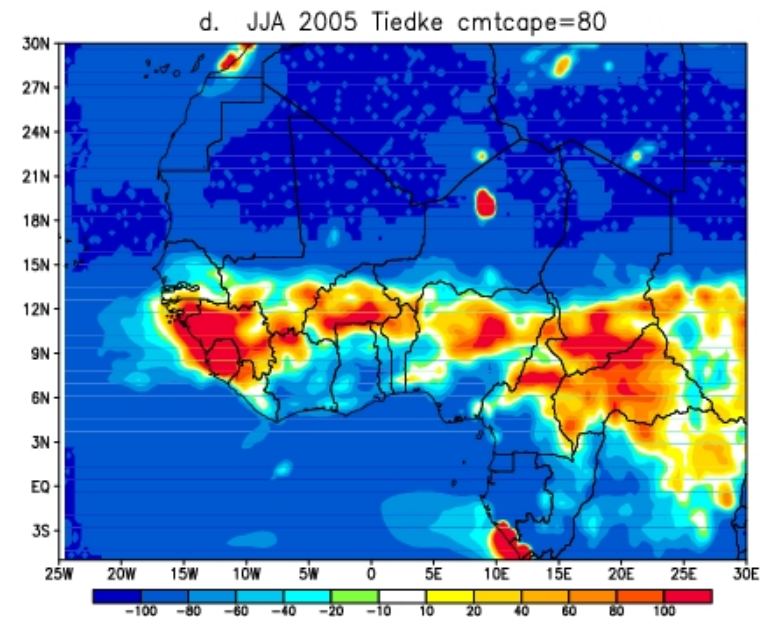 d. JJA 2005 Tiedke cmtcape=80
30N
27N
24N
21N
18N
15N
12N
9N
6N
3N
EQ
3S
25W 20W 15W 10W 5W 0 5E 10E 15E 20E 25E 30E
-100 -80 -60 -40 -20 -10 10 20 40 60 80 100